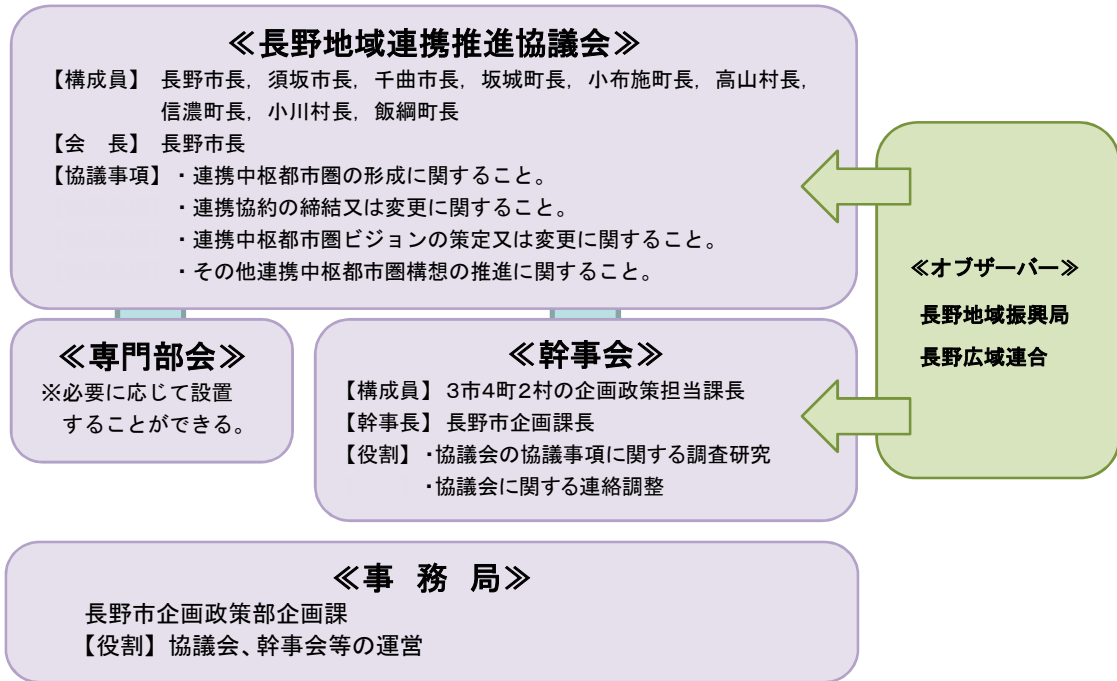 ≪長野地域連携推進協議会≫
【構成員】 長野市長, 須坂市長, 千曲市長, 坂城町長, 小布施町長, 高山村長,
信濃町長, 小川村長, 飯綱町長
【会　長】 長野市長
【協議事項】・連携中枢都市圏の形成に関すること。
・連携協約の締結又は変更に関すること。
・連携中枢都市圏ビジョンの策定又は変更に関すること。
・その他連携中枢都市圏構想の推進に関すること。
≪専門部会≫
※必要に応じて設置
することができる。
≪幹事会≫
【構成員】 3市4町2村の企画政策担当課長
【幹事長】 長野市企画課長
【役割】 ・協議会の協議事項に関する調査研究
・協議会に関する連絡調整
≪オブザーバー≫
長野地域振興局
長野広域連合
≪事　務　局≫
長野市企画政策部企画課
【役割】 協議会、幹事会等の運営